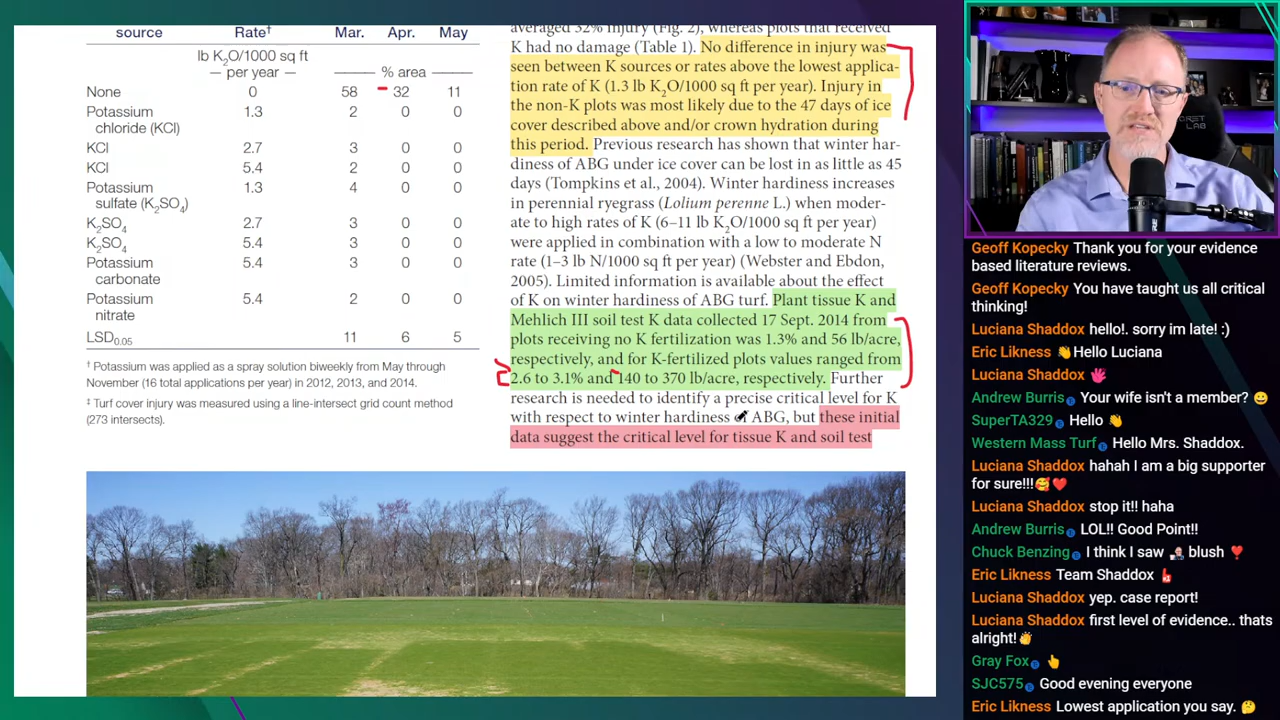 source Rate† Mar. Apr. May
lb K2O/1000 sq ft
— per year — —— % area ——
None 0 58 32 11
Potassium 1.3 2 0 0
chloride (KCl)
KCl 2.7 3 0 0
KCl 5.4 2 0 0
Potassium 1.3 4 0 0
sulfate (K2SO4)
K2SO4 2.7 3 0 0
K2SO4 5.4 3 0 0
Potassium 5.4 3 0 0
carbonate
Potassium 5.4 2 0 0
nitrate
LSD0.05 11 6 5
† Potassium was applied as a spray solution biweekly from May through
November (16 total applications per year) in 2012, 2013, and 2014.
‡ Turf cover injury was measured using a line-intersect grid count method
(273 intersects).
averaged 32% injury (Fig. 2), whereas plots that received
K had no damage (Table 1). No difference in injury was
seen between K sources or rates above the lowest applica-
tion rate of K (1.3 lb K2O/1000 sq ft per year). Injury in
the non-K plots was most likely due to the 47 days of ice
cover described above and/or crown hydration during
this period. Previous research has shown that winter har-
diness of ABG under ice cover can be lost in as little as 45
days (Tompkins et al., 2004). Winter hardiness increases
in perennial ryegrass (Lolium perenne L.) when moder-
ate to high rates of K (6–11 lb K2O/1000 sq ft per year)
were applied in combination with a low to moderate N
rate (1–3 lb N/1000 sq ft per year) (Webster and Ebdon,
2005). Limited information is available about the effect
of K on winter hardiness of ABG turf. Plant tissue K and
Mehlich III soil test K data collected 17 Sept. 2014 from
plots receiving no K fertilization was 1.3% and 56 lb/acre,
respectively, and for K-fertilized plots values ranged from
2.6 to 3.1% and 140 to 370 lb/acre, respectively. Further
research is needed to identify a precise critical level for K
with respect to winter hardiness ABG, but these initial
data suggest the critical level for tissue K and soil test
Geoff Kopecky Thank you for your evidence
based literature reviews.
Geoff Kopecky You have taught us all critical
thinking!
Luciana Shaddox hello!. sorry im late! :)
Eric Likness 👋Hello Luciana
Luciana Shaddox 🤚
Andrew Burris Your wife isn't a member? 😀
SuperTA329 Hello 👋
Western Mass Turf Hello Mrs. Shaddox.
Luciana Shaddox hahah I am a big supporter
for sure!!!🥰❤️
Luciana Shaddox stop it!! haha
Andrew Burris LOL!! Good Point!!
Chuck Benzing I think I saw blush ❣️
Eric Likness Team Shaddox
Luciana Shaddox yep. case report!
Luciana Shaddox first level of evidence.. thats
alright!👏
Gray Fox 👆
SJC575 Good evening everyone
Eric Likness Lowest application you say. 🤔